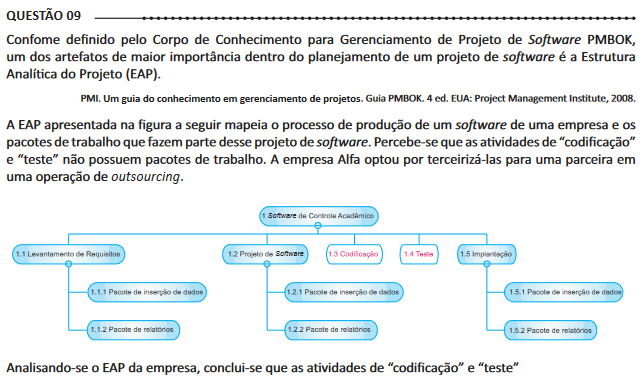 QUESTÃO 09
Confome definido pelo Corpo de Conhecimento para Gerenciamento de Projeto de Software PMBOK,
um dos artefatos de maior importância dentro do planejamento de um projeto de software é a Estrutura
Analítica do Projeto (EAP).
PMI. Um guia do conhecimento em gerenciamento de projetos. Guia PMBOK. 4 ed. EUA: Project Management Institute, 2008.
A EAP apresentada na figura a seguir mapeia o processo de produção de um software de uma empresa e os
pacotes de trabalho que fazem parte desse projeto de software. Percebe-se que as atividades de “codificação”
e “teste” não possuem pacotes de trabalho. A empresa Alfa optou por terceirizá-las para uma parceira em
uma operação de outsourcing.
1 Software de Controle Acadêmico
1.1 Levantamento de Requisitos
1.2 Projeto de Software
1.3 Codificação
1.4 Teste
1.5 Implantação
1.1.1 Pacote de inserção de dados
1.2.1 Pacote de inserção de dados
1.5.1 Pacote de inserção de dados
1.1.2 Pacote de relatórios
1.2.2 Pacote de relatórios
1.5.2 Pacote de relatórios
Analisando-se o EAP da empresa, conclui-se que as atividades de “codificação” e “teste”